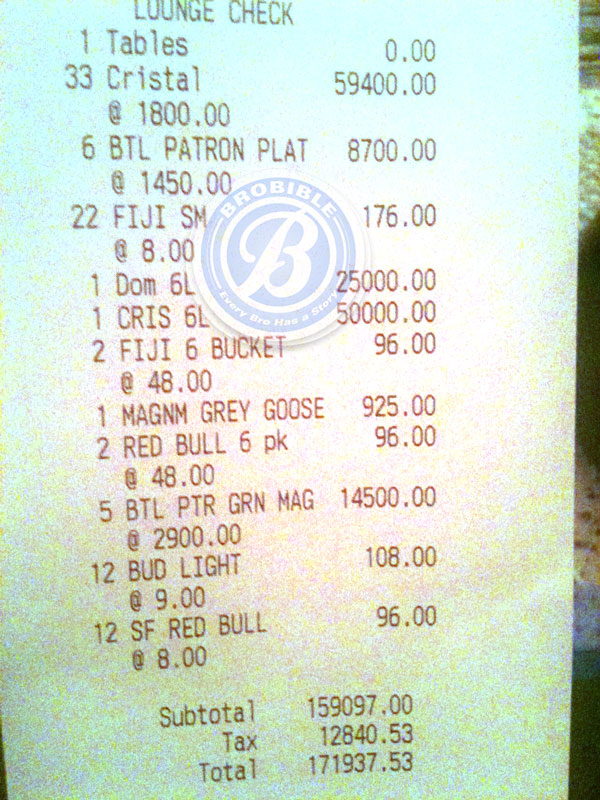 LOUNGE CHECK
1 Tables 0.00
33 Cristal 59400.00
@ 1800.00
6 BTL PATRON PLAT 8700.00
@ 1450.00
22 FIJI SM 176.00
@ 8.00
BROBIBLE
B
Every Bro Has a Story
1 Dom 6L 25000.00
1 CRIS 6L 50000.00
2 FIJI 6 BUCKET 96.00
@ 48.00
1 MAGNM GREY GOOSE 925.00
2 RED BULL 6 pk 96.00
@ 48.00
5 BTL PTR GRN MAG 14500.00
@ 2900.00
12 BUD LIGHT 108.00
@ 9.00
12 SF RED BULL 96.00
@ 8.00
Subtotal 159097.00
Tax 12840.53
Total 171937.53